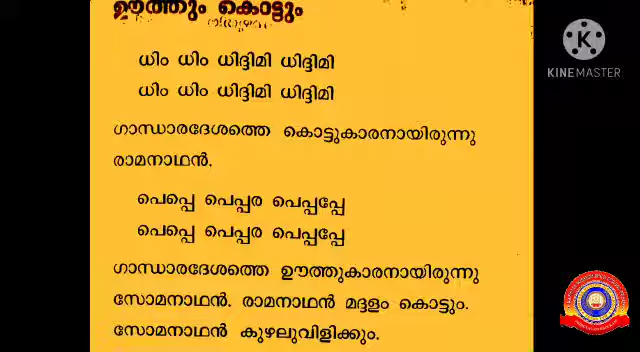 ഊത്തും കൊട്ടും
ധിം ധിം ധിദ്ദിമി ധിദ്ദിമി
ധിം ധിം ധിദ്ദിമി ധിദ്ദിമി
ഗാന്ധാരദേശത്തെ കൊട്ടുകാരനായിരുന്നു
രാമനാഥൻ.
പെപ്പെ പെപ്പര പെപ്പപ്പേ
പെപ്പെ പെപ്പര പെപ്പപ്പേ
ഗാന്ധാരദേശത്തെ ഊത്തുകാരനായിരുന്നു
സോമനാഥൻ. രാമനാഥൻ മദ്ദളം കൊട്ടും.
സോമനാഥൻ കുഴലുവിളിക്കും.
KINEMASTER